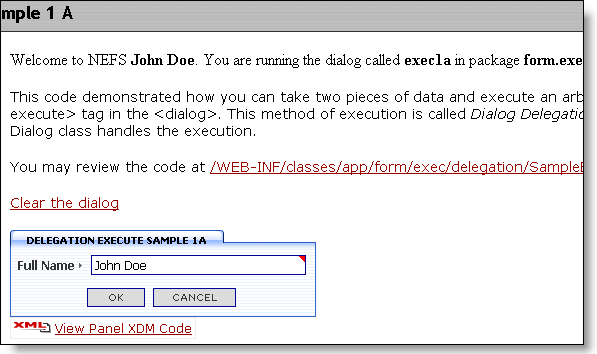 mple 1 A
Welcome to NEFS John Doe. You are running the dialog called exec1a in package form.exe
This code demonstrated how you can take two pieces of data and execute an arb
execute> tag in the <dialog>. This method of execution is called Dialog Delegatio
Dialog class handles the execution.
You may review the code at /WEB-INF/classes/app/form/exec/delegation/SampleE
Clear the dialog
DELEGATION EXECUTE SAMPLE 1A
Full Name John Doe
OK CANCEL
XML View Panel XDM Code